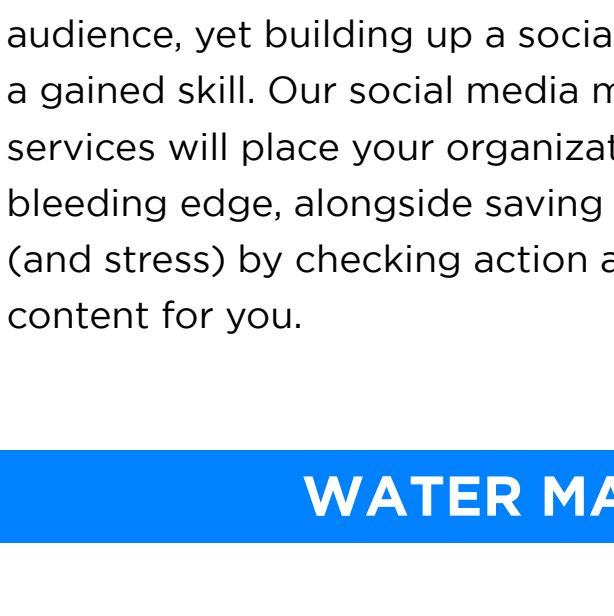 audience, yet building up a socia
a gained skill. Our social media
services will place your organizat
bleeding edge, alongside saving
(and stress) by checking action a
content for you.
WATER MA